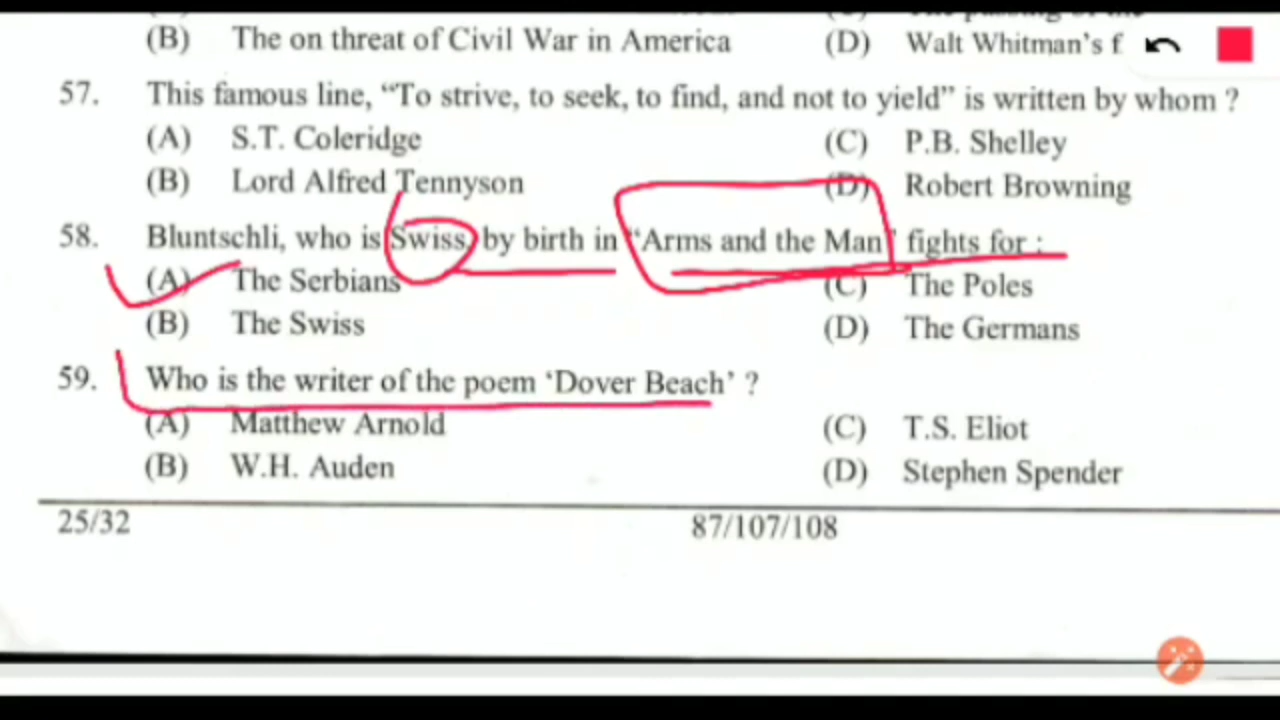 (B) The on threat of Civil War in America (D) Walt Whitman's f
57. This famous line, "To strive, to seek, to find, and not to yield" is written by whom ?
(A) S.T. Coleridge (C) P.B. Shelley
(B) Lord Alfred Tennyson (D) Robert Browning
58. Bluntschli, who is Swiss, by birth in "Arms and the Man" fights for :
(A) The Serbians (C) The Poles
(B) The Swiss (D) The Germans
59. Who is the writer of the poem 'Dover Beach' ?
(A) Matthew Arnold (C) T.S. Eliot
(B) W.H. Auden (D) Stephen Spender
25/32 87/107/108